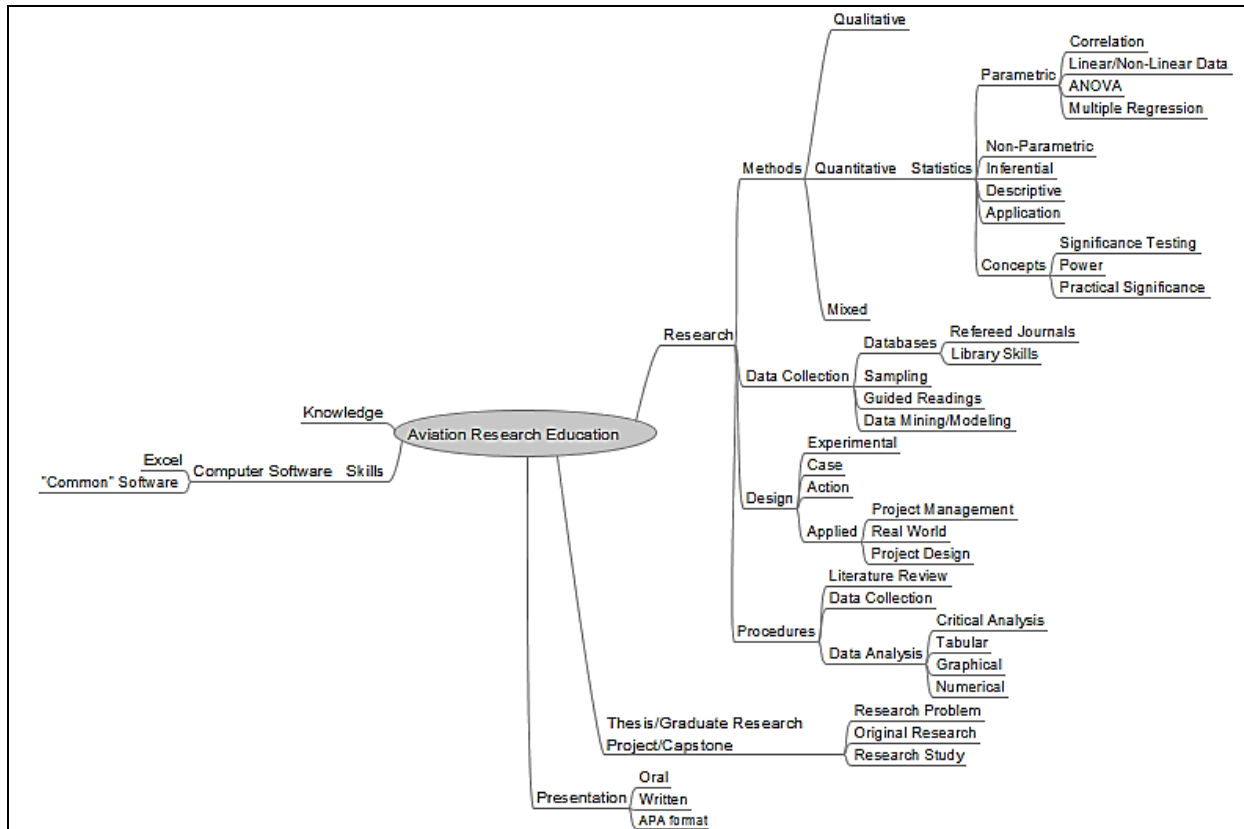 Qualitative
Correlation
Linear/Non-Linear Data
Parametric
ANOVA
Multiple Regression
Non-Parametric
Methods
Quantitative
Statistics
Inferential
Descriptive
Application
Significance Testing
Concepts
Power
Practical Significance
Mixed
Research
Refereed Journals
Databases
Library Skills
Data Collection
Sampling
Guided Readings
Data Mining/Modeling
Knowledge
Aviation Research Education
Excel
Computer Software
Skills
"Common" Software
Experimental
Case
Action
Design
Project Management
Applied
Real World
Project Design
Literature Review
Data Collection
Procedures
Critical Analysis
Data Analysis
Tabular
Graphical
Numerical
Thesis/Graduate Research
Project/Capstone
Research Problem
Original Research
Research Study
Oral
Presentation
Written
APA format